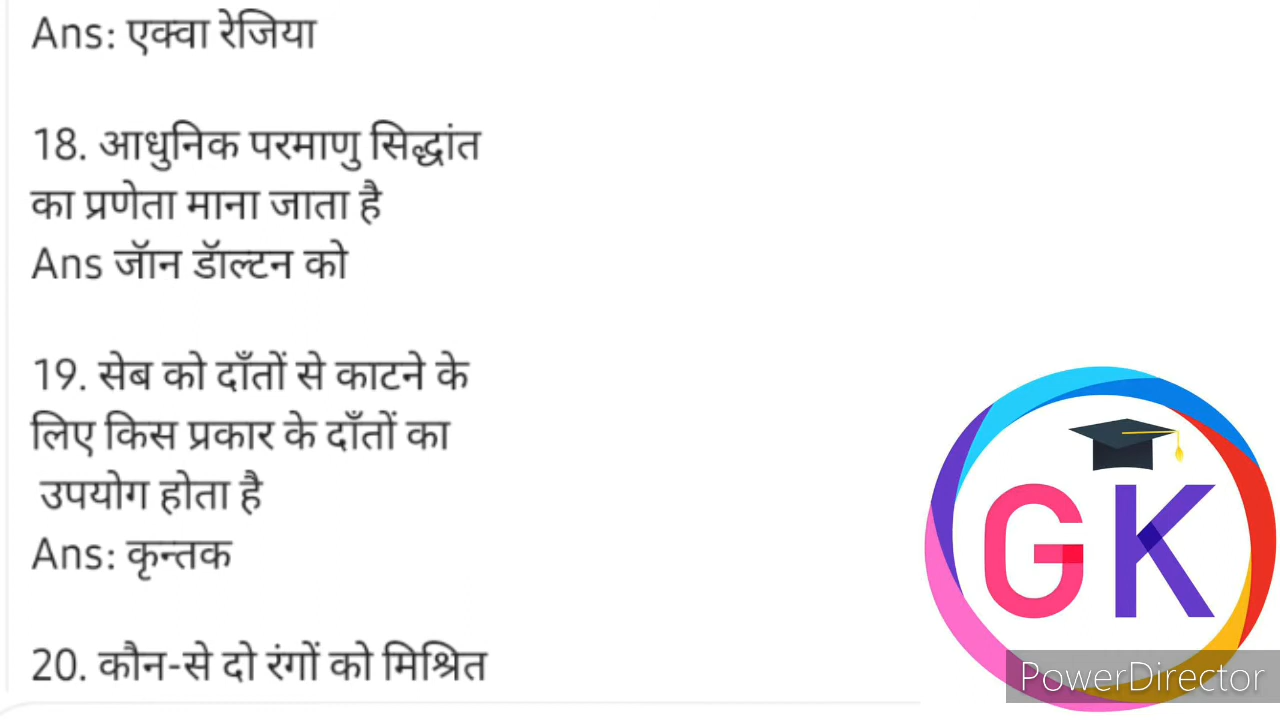 Ans: एक्वा रेजिया
18. आधुनिक परमाणु सिद्धांत
का प्रणेता माना जाता है
Ans जॅान डॅाल्टन को
19. सेब को दाँतों से काटने के
लिए किस प्रकार के दाँतों का
उपयोग होता है
Ans: कृन्तक
20. कौन-से दो रंगों को मिश्रित
GK
PowerDirector